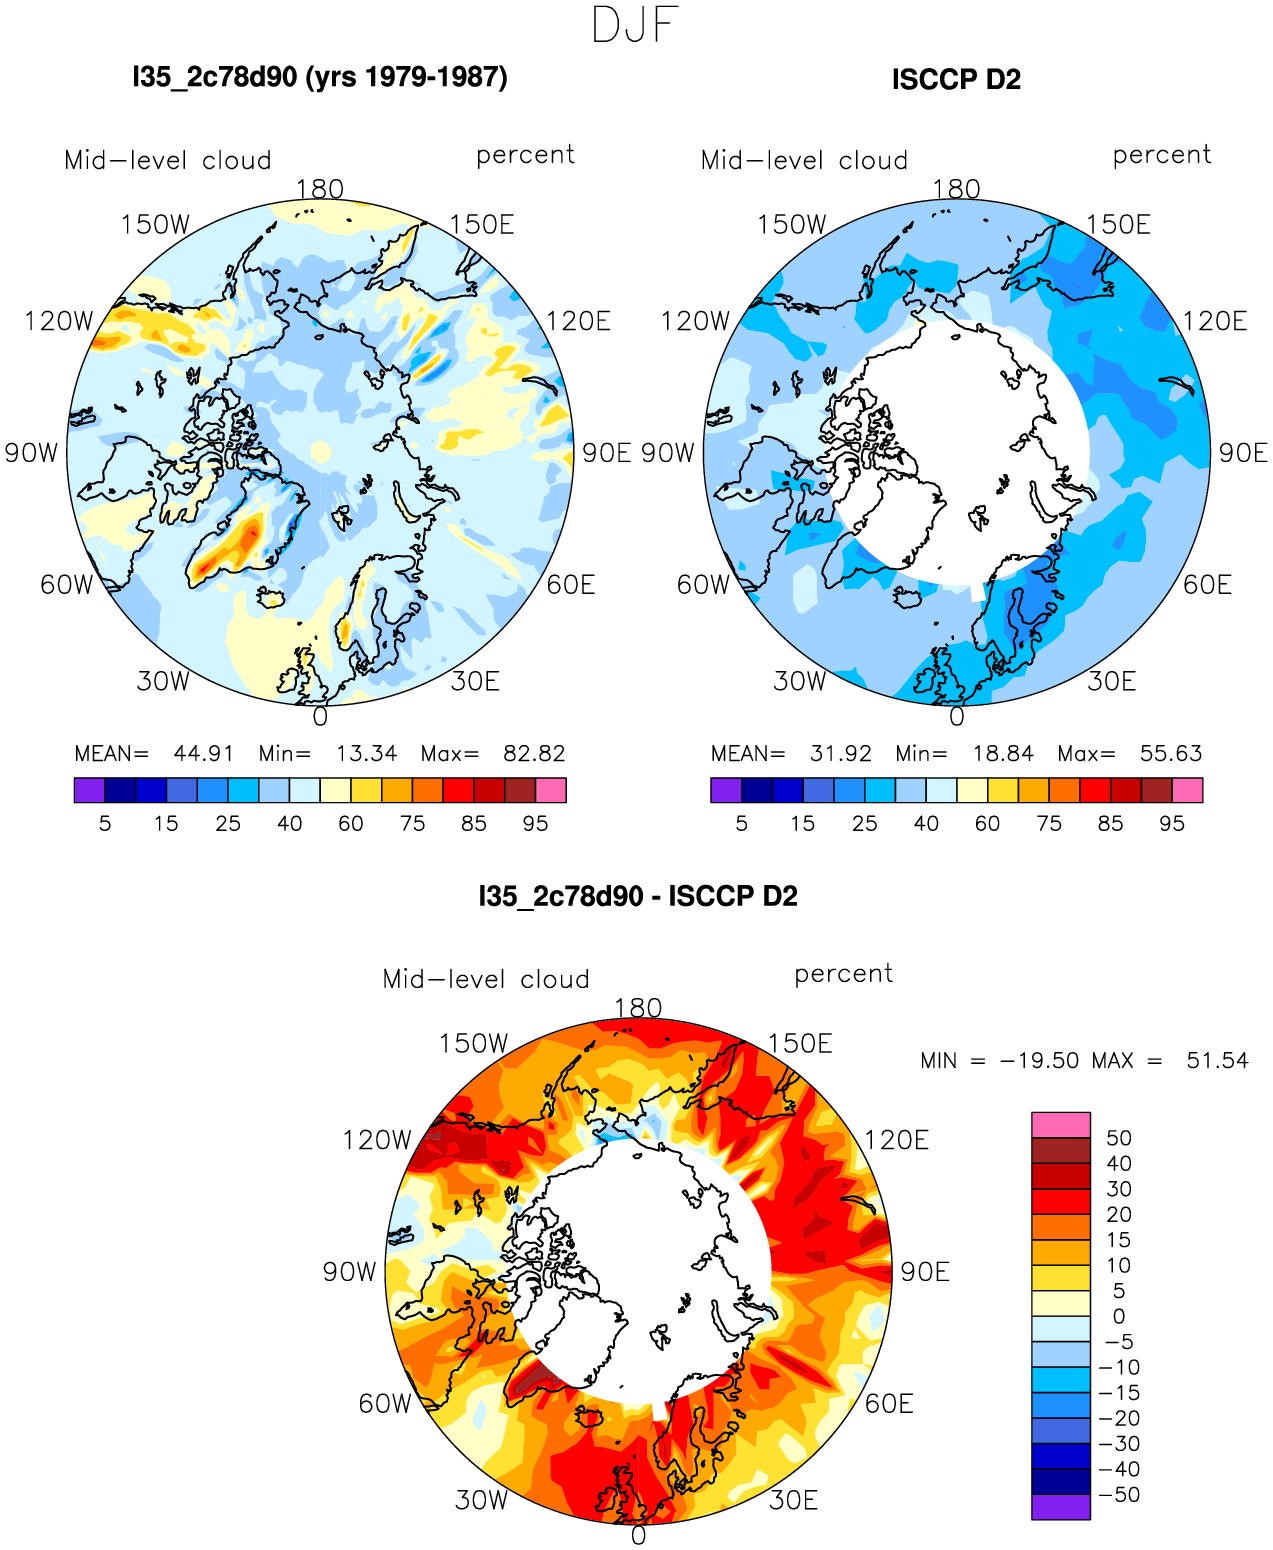 DJF
I35_2c78d90 (yrs 1979-1987)
ISCCP D2
Mid-level cloud percent
Mid-level cloud percent
180
180
150W 150E
150W 150E
120W 120E
120W 120E
90W 90E
90W 90E
60W 60E
60W 60E
30W 30E
30W 30E
0
0
MEAN= 44.91 Min= 13.34 Max= 82.82
MEAN= 31.92 Min= 18.84 Max= 55.63
5 15 25 40 60 75 85 95
5 15 25 40 60 75 85 95
I35_2c78d90 - ISCCP D2
Mid-level cloud percent
180
150W 150E
MIN = -19.50 MAX = 51.54
120W 120E
90W 90E
60W 60E
30W 30E
0
50
40
30
20
15
10
5
0
-5
-10
-15
-20
-30
-40
-50